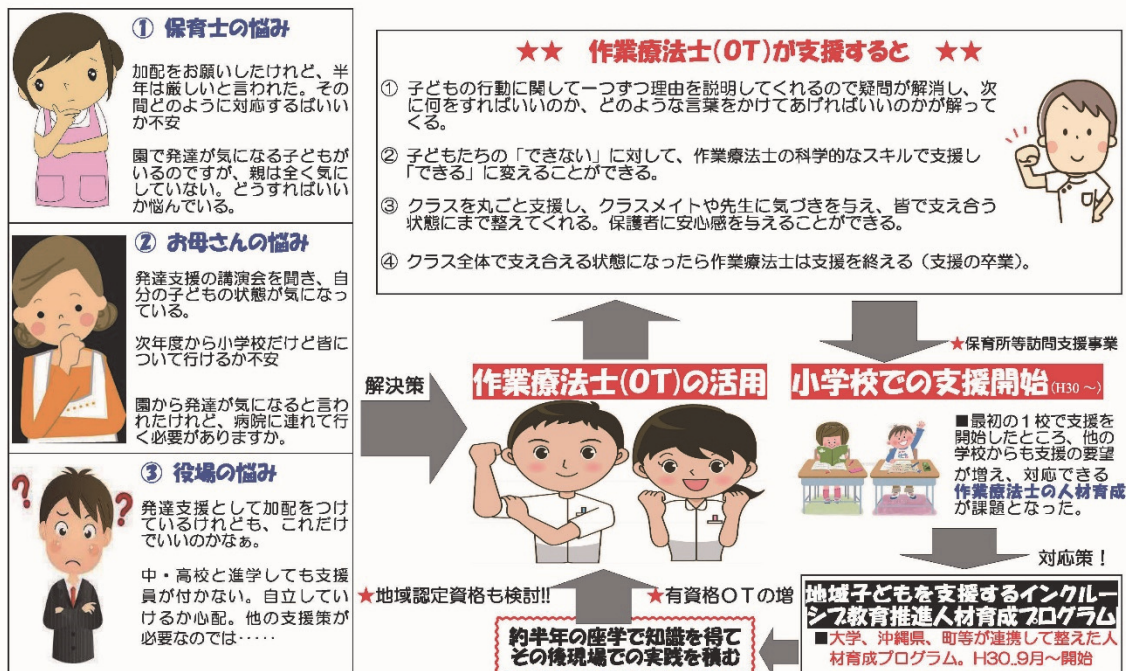 ① 保育士の悩み
加配をお願いしたけれど、半
年は厳しいと言われた。その
間どのように対応するばいい
か不安
園で発達が気になる子どもが
いるのですが、親は全く気に
していない。どうすればいい
か悩んでいる。
② お母さんの悩み
発達支援の講演会を聞き、自
分の子どもの状態が気になっ
ている。
次年度から小学校だけど皆に
ついて行けるか不安
園から発達が気になると言わ
れたけれど、病院に連れて行
く必要がありますか。
③ 役場の悩み
発達支援として加配をつけ
ているけれども、これだけ
でいいのかなぁ。
中・高校と進学しても支援
員が付かない。自立してい
けるか心配。他の支援策が
必要なのでは‥‥‥
? ?
★★ 作業療法士(OT)が支援すると ★★
① 子どもの行動に関して一つずつ理由を説明してくれるので疑問が解消し、次
に何をすればいいのか、どのような言葉をかけてあげればいいのかが解って
くる。
② 子どもたちの「できない」に対して、作業療法士の科学的なスキルで支援し
「できる」に変えることができる。
③ クラスを丸ごと支援し、クラスメイトや先生に気づきを与え、皆で支え合う
状態にまで整えてくれる。保護者に安心感を与えることができる。
④ クラス全体で支え合える状態になったら作業療法士は支援を終える（支援の卒業）。
解決策
作業療法士(OT)の活用
★保育所等訪問支援事業
小学校での支援開始(H30～)
■最初の1校で支援を
開始したところ、他の
学校からも支援の要望
が増え、対応できる
作業療法士の人材育成
が課題となった。
対応策！
地域子どもを支援するインクルー
シブ教育推進人材育成プログラム
■大学、沖縄県、町等が連携して整えた人
材育成プログラム。H30.9月～開始
★地域認定資格も検討!!
★有資格OTの増
約半年の座学で知識を得て
その後現場での実践を積む